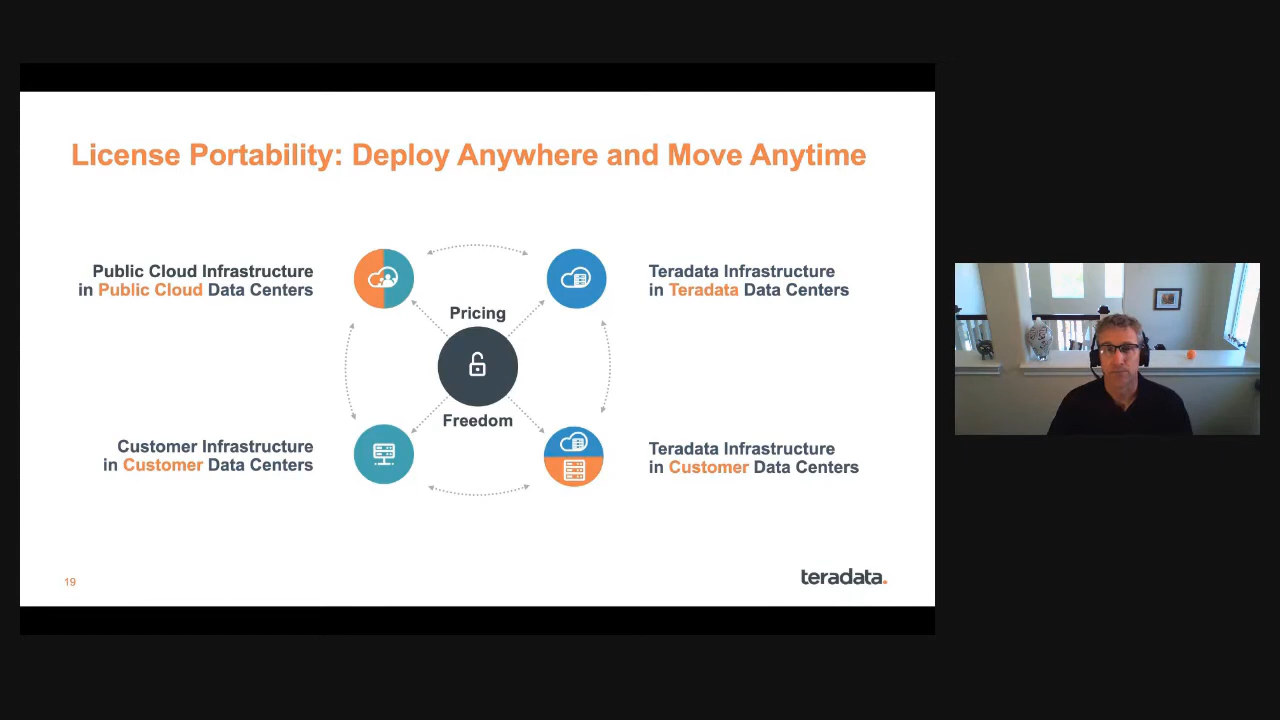 License Portability: Deploy Anywhere and Move Anytime
Public Cloud Infrastructure
in Public Cloud Data Centers
Teradata Infrastructure
in Teradata Data Centers
Pricing
Freedom
Customer Infrastructure
in Customer Data Centers
Teradata Infrastructure
in Customer Data Centers
19
teradata.